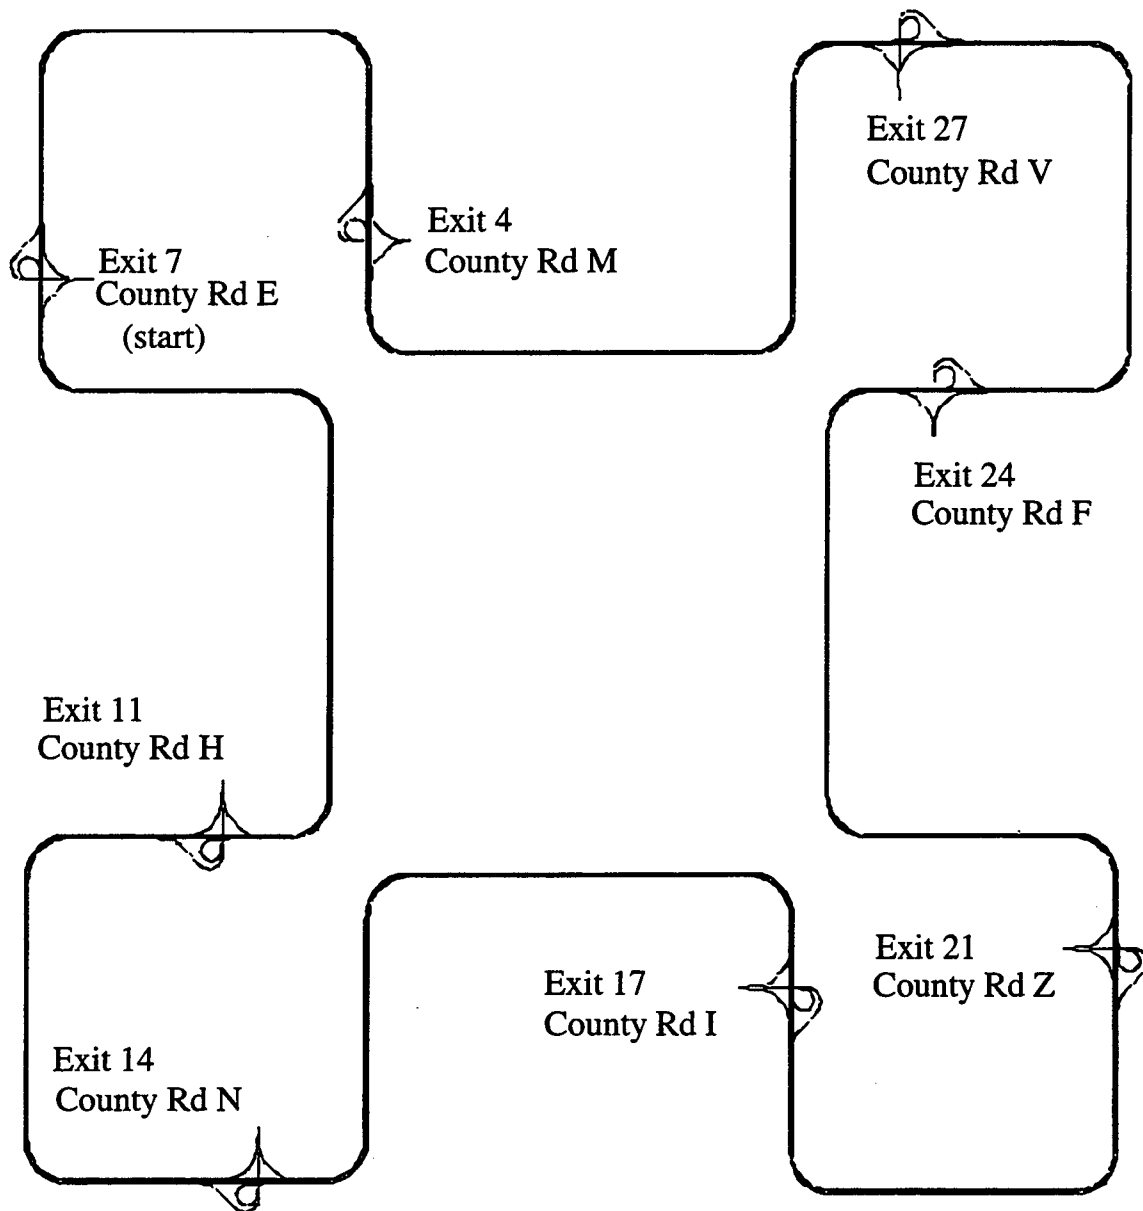 Exit 27
County Rd V
Exit 4
County Rd M
Exit 7
County Rd E
(start)
Exit 24
County Rd F
Exit 11
County Rd H
Exit 21
County Rd Z
Exit 17
County Rd I
Exit 14
County Rd N